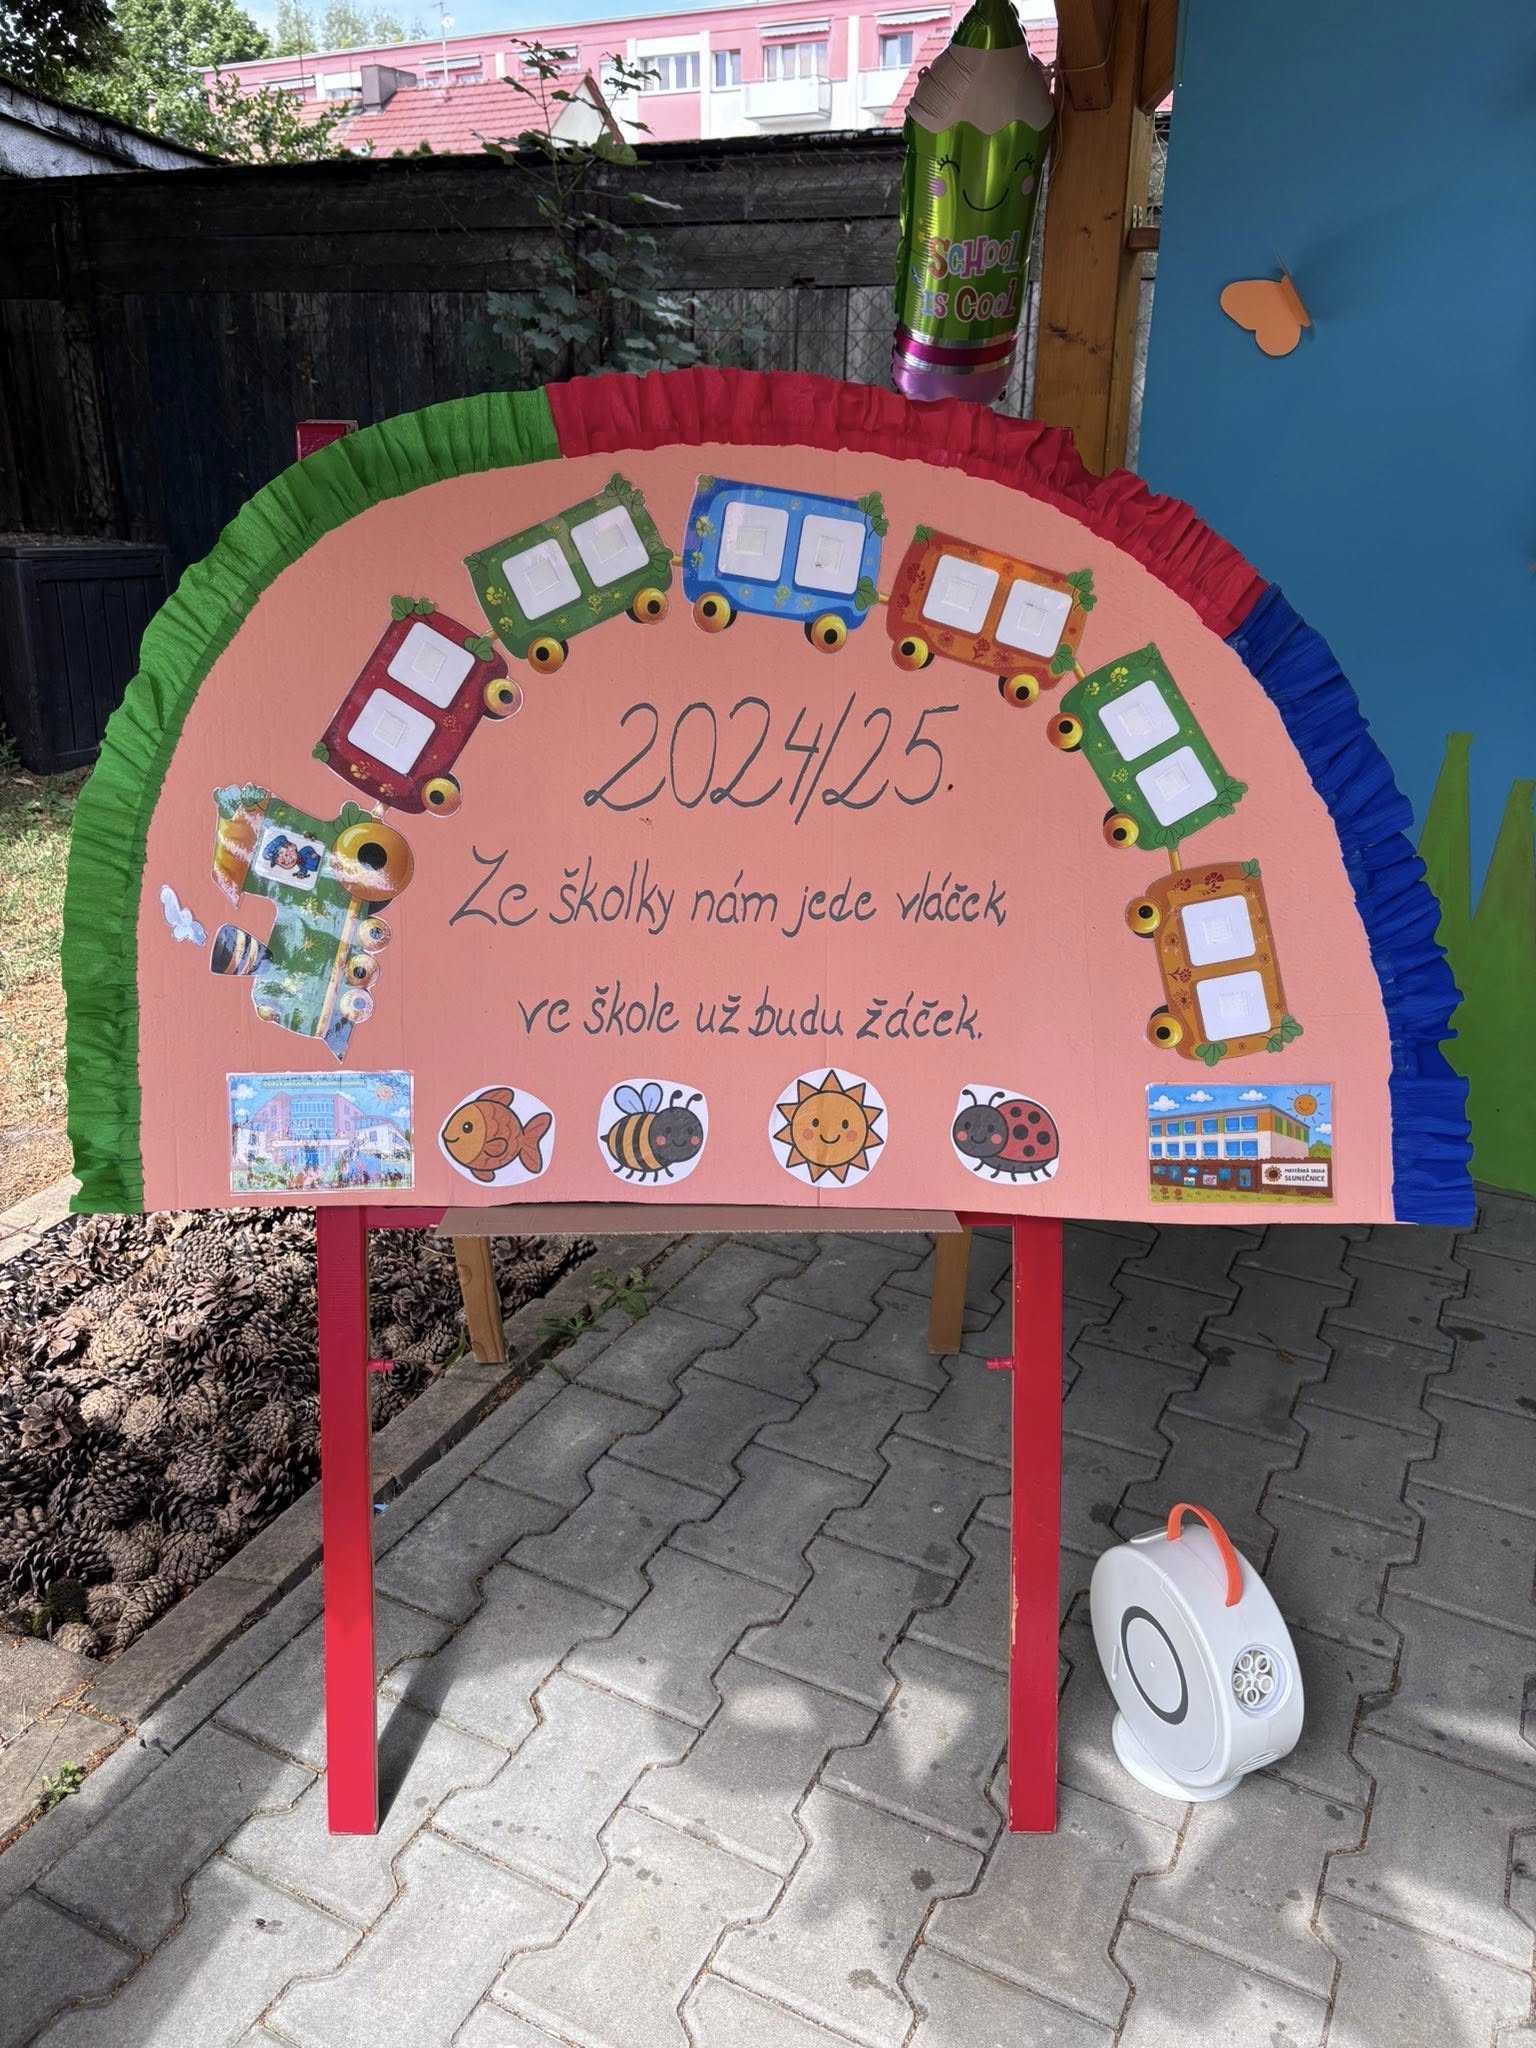 SCHOOL
IS COOL
2024/25.
Ze školky nám jede vláček,
ve škole už budu žáček.
MATEŘSKÁ ŠKOLA
SLUNEČNICE